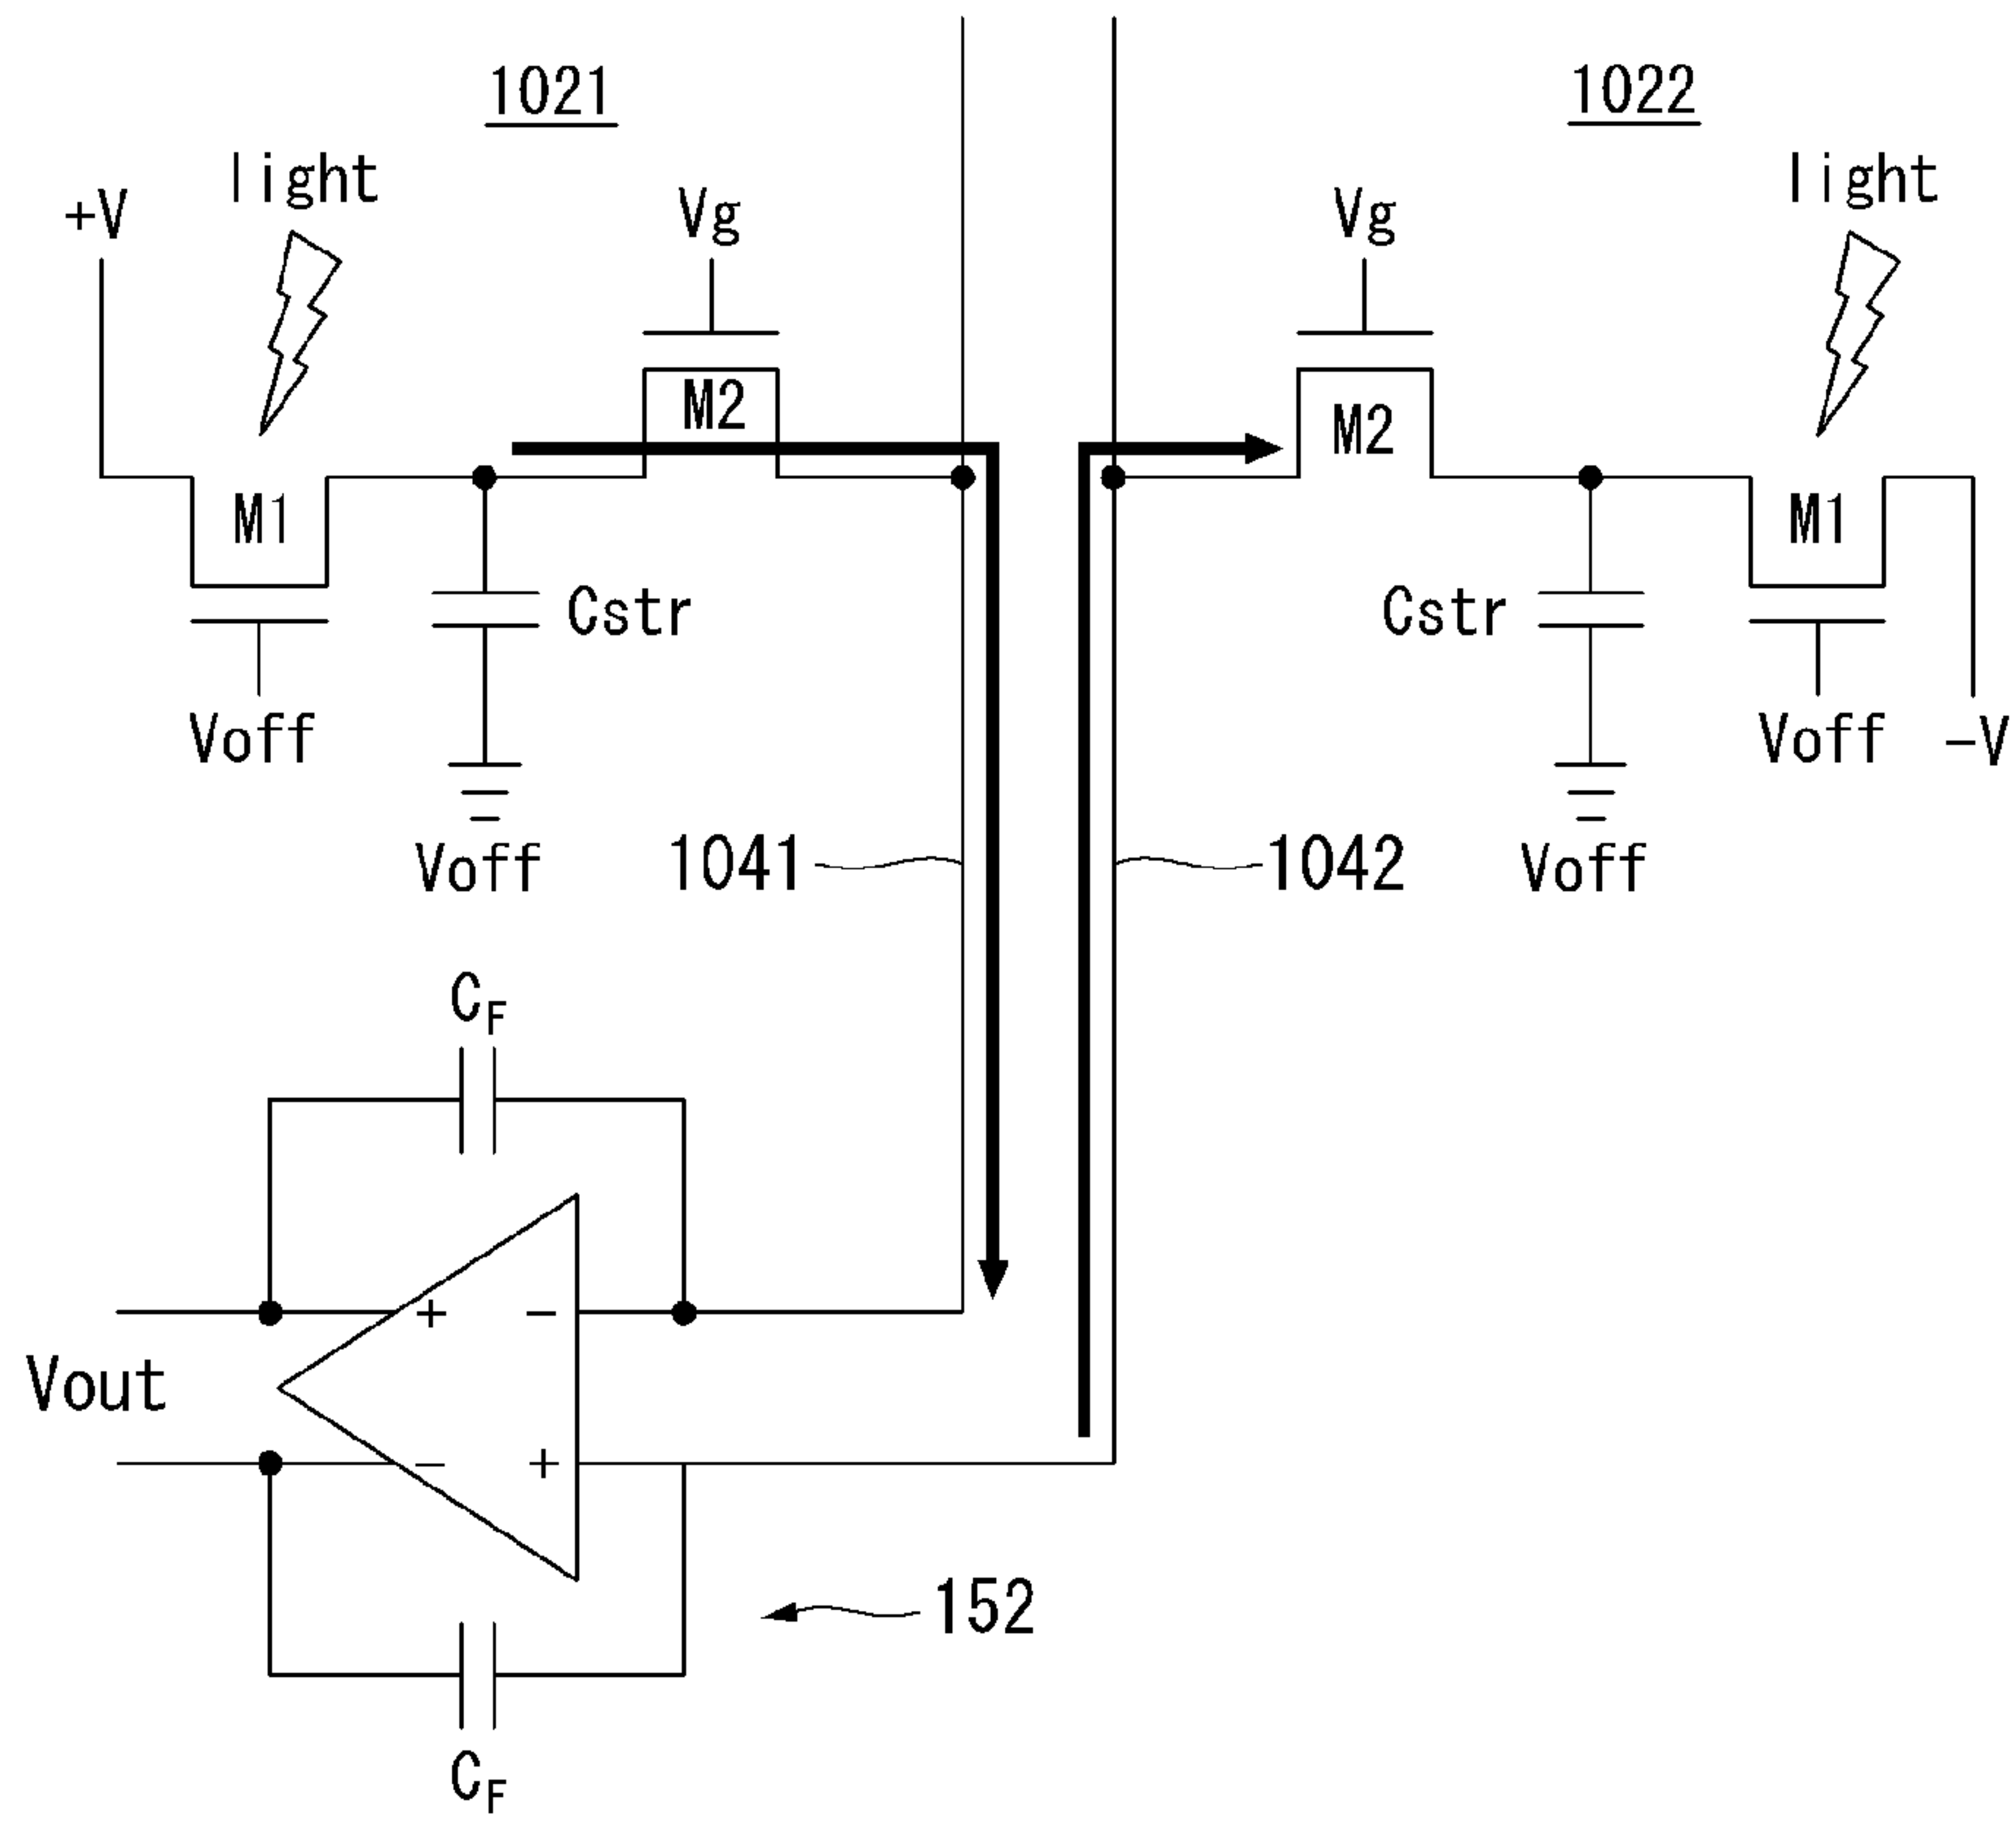 1021
1022
light
light
+V
Vg
Vg
M2
M2
M1
M1
Cstr
Cstr
Voff
Voff
-V
Voff
1041
1042
Voff
CF
+
-
Vout
-
+
152
CF